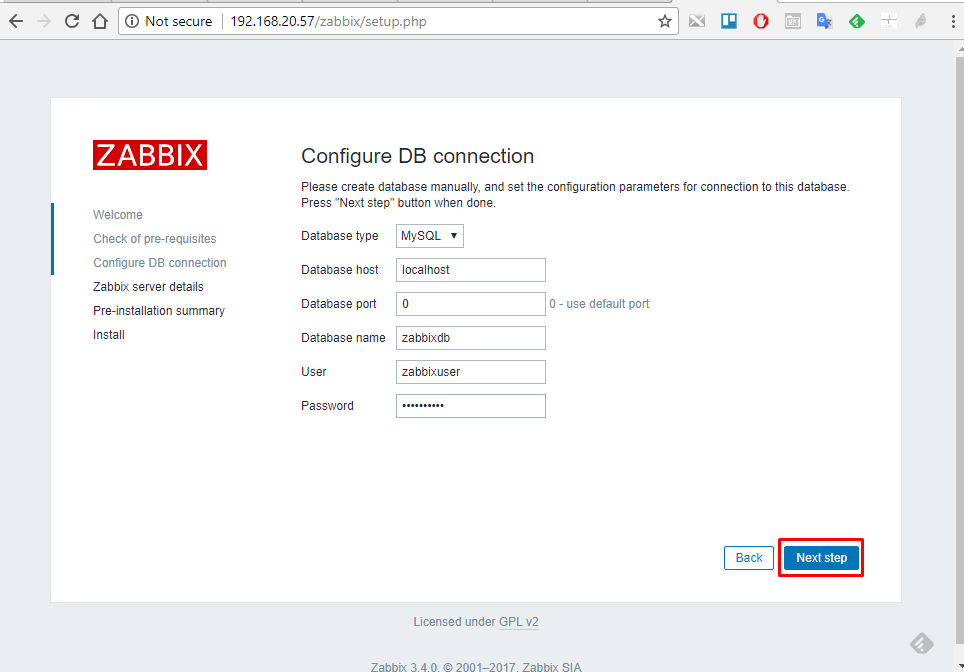 Not secure 192.168.20.57/zabbix/setup.php
ZABBIX
Welcome
Check of pre-requisites
Configure DB connection
Zabbix server details
Pre-installation summary
Install
Configure DB connection
Please create database manually, and set the configuration parameters for connection to this database.
Press "Next step" button when done.
Database type MySQL
Database host localhost
Database port 0 0 - use default port
Database name zabbixdb
User zabbixuser
Password ••••••••••
Back Next step
Licensed under GPL v2
Zabbix 3.4.0. © 2001–2017, Zabbix SIA